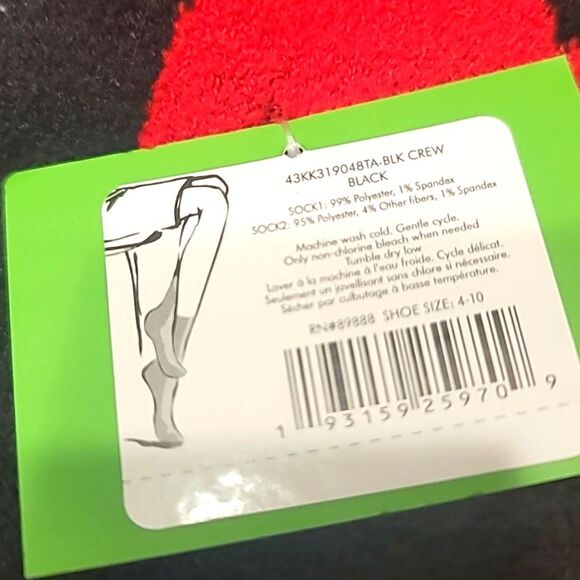 43KK319048TA-BLK CREW
BLACK
SOCK1: 99% Polyester, 1% Spandex
SOCK2: 95% Polyester, 4% Other fibers, 1% Spandex
Machine wash cold. Gentle cycle.
Only non-chlorine bleach when needed
Tumble dry low
Laver à la machine à l'eau froide. Cycle délicat.
Seulement un javellisant sans chlore si nécessaire.
Sécher par culbutage à basse température.
RN#89888 SHOE SIZE: 4-10
1 93159 25970 9